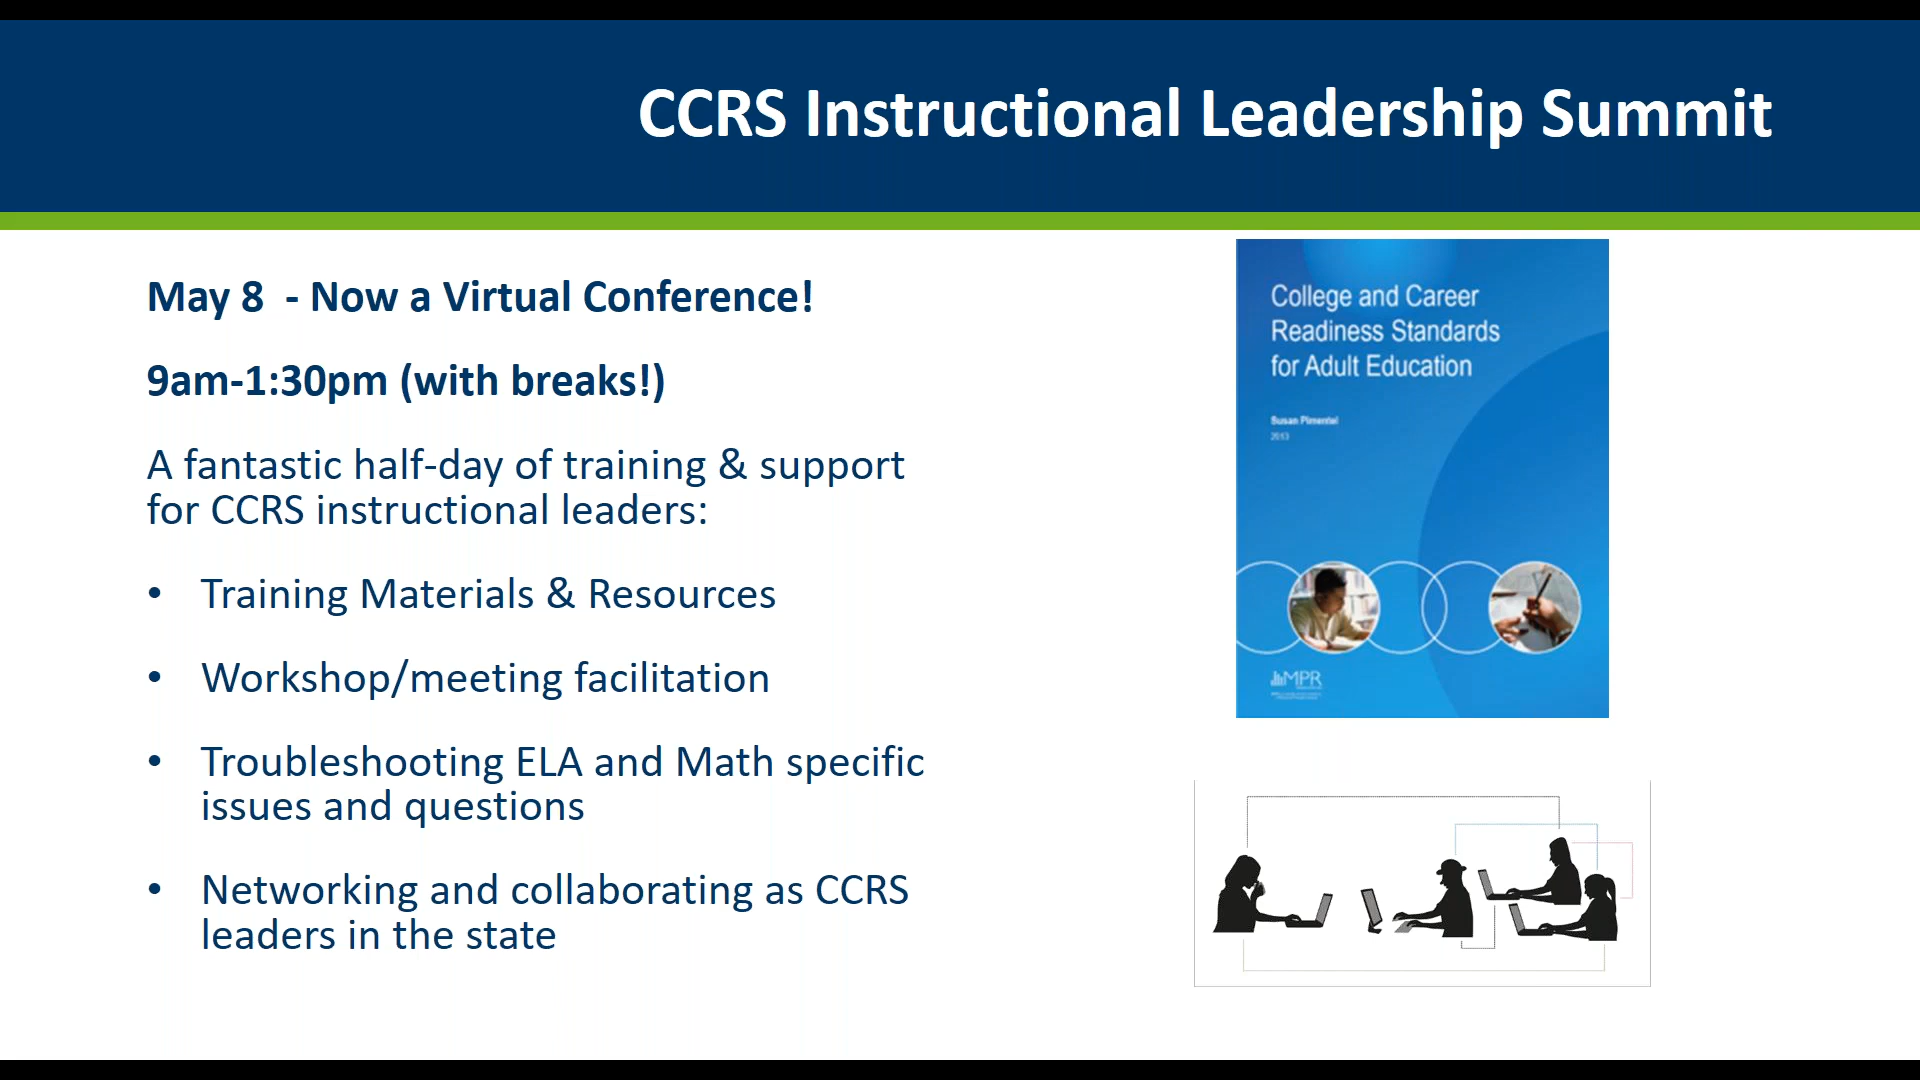 CCRS Instructional Leadership Summit
May 8 - Now a Virtual Conference!
9am-1:30pm (with breaks!)
A fantastic half-day of training & support
for CCRS instructional leaders:
• Training Materials & Resources
• Workshop/meeting facilitation
• Troubleshooting ELA and Math specific
issues and questions
• Networking and collaborating as CCRS
leaders in the state
College and Career
Readiness Standards
for Adult Education
Susan Pimentel
2013
MPR